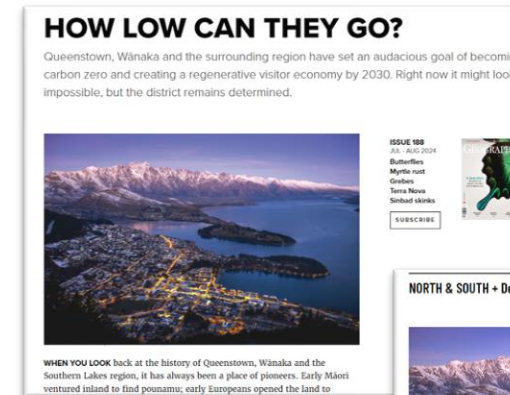 HOW LOW CAN THEY GO?
Queenstown, Wānaka and the surrounding region have set an audacious goal of
carbon zero and creating a regenerative visitor economy by 2030. Right now it might
impossible, but the district remains determined.
ISSUE 188
JUL - AUG 2024
Butterflies
Myrtle rust
Grebes
Terra Nova
Sinbad skinks
SUBSCRIBE
NORTH & SOUTH +
WHEN YOU LOOK back at the history of Queenstown, Wānaka and the
Southern Lakes region, it has always been a place of pioneers. Early Māori
ventured inland to find pounamu; early Europeans opened the land to